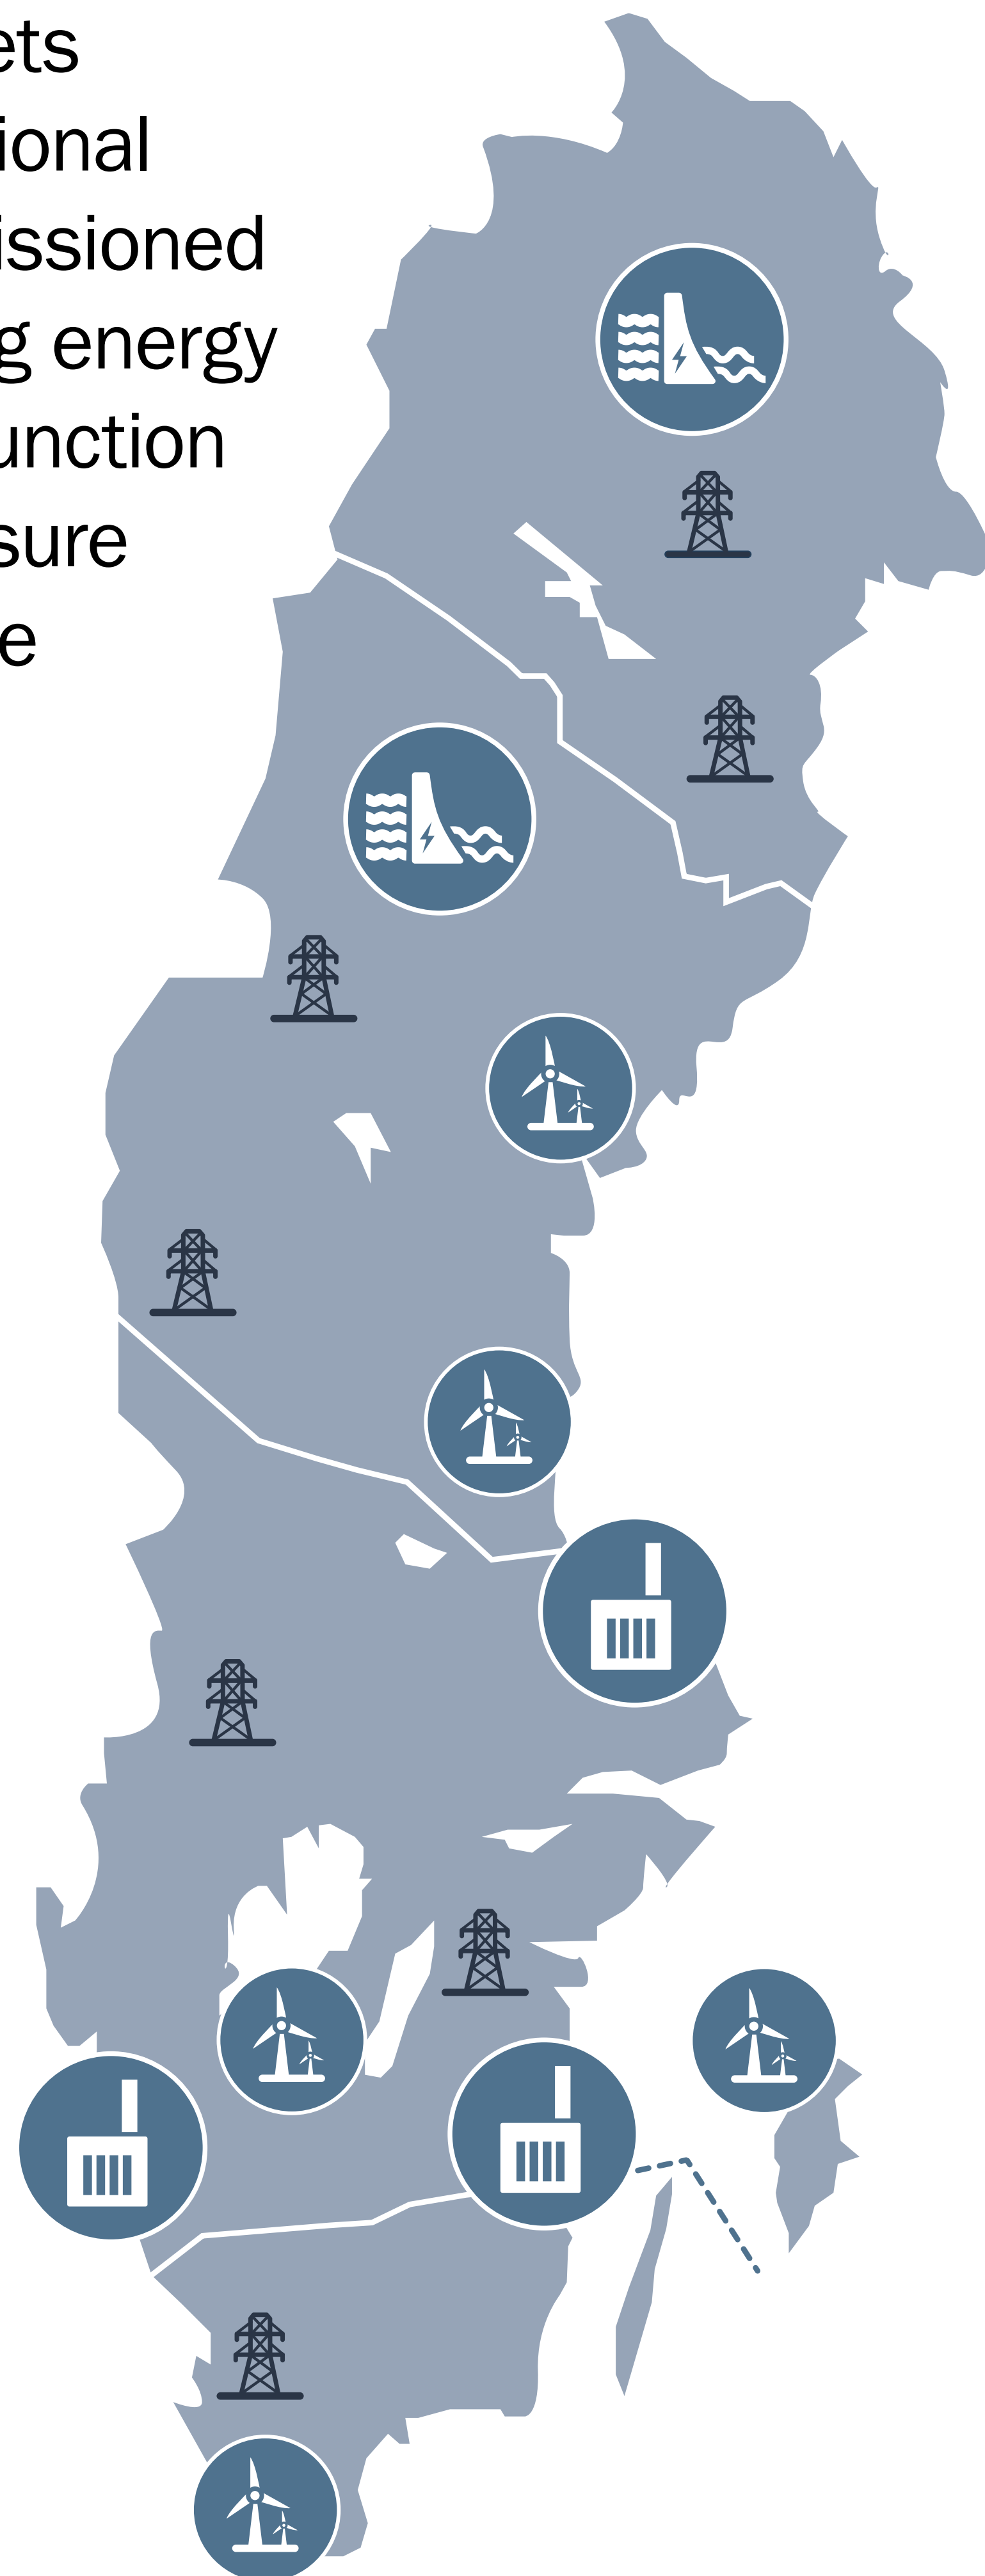 ets
ional
issioned
g energy
unction
sure
e